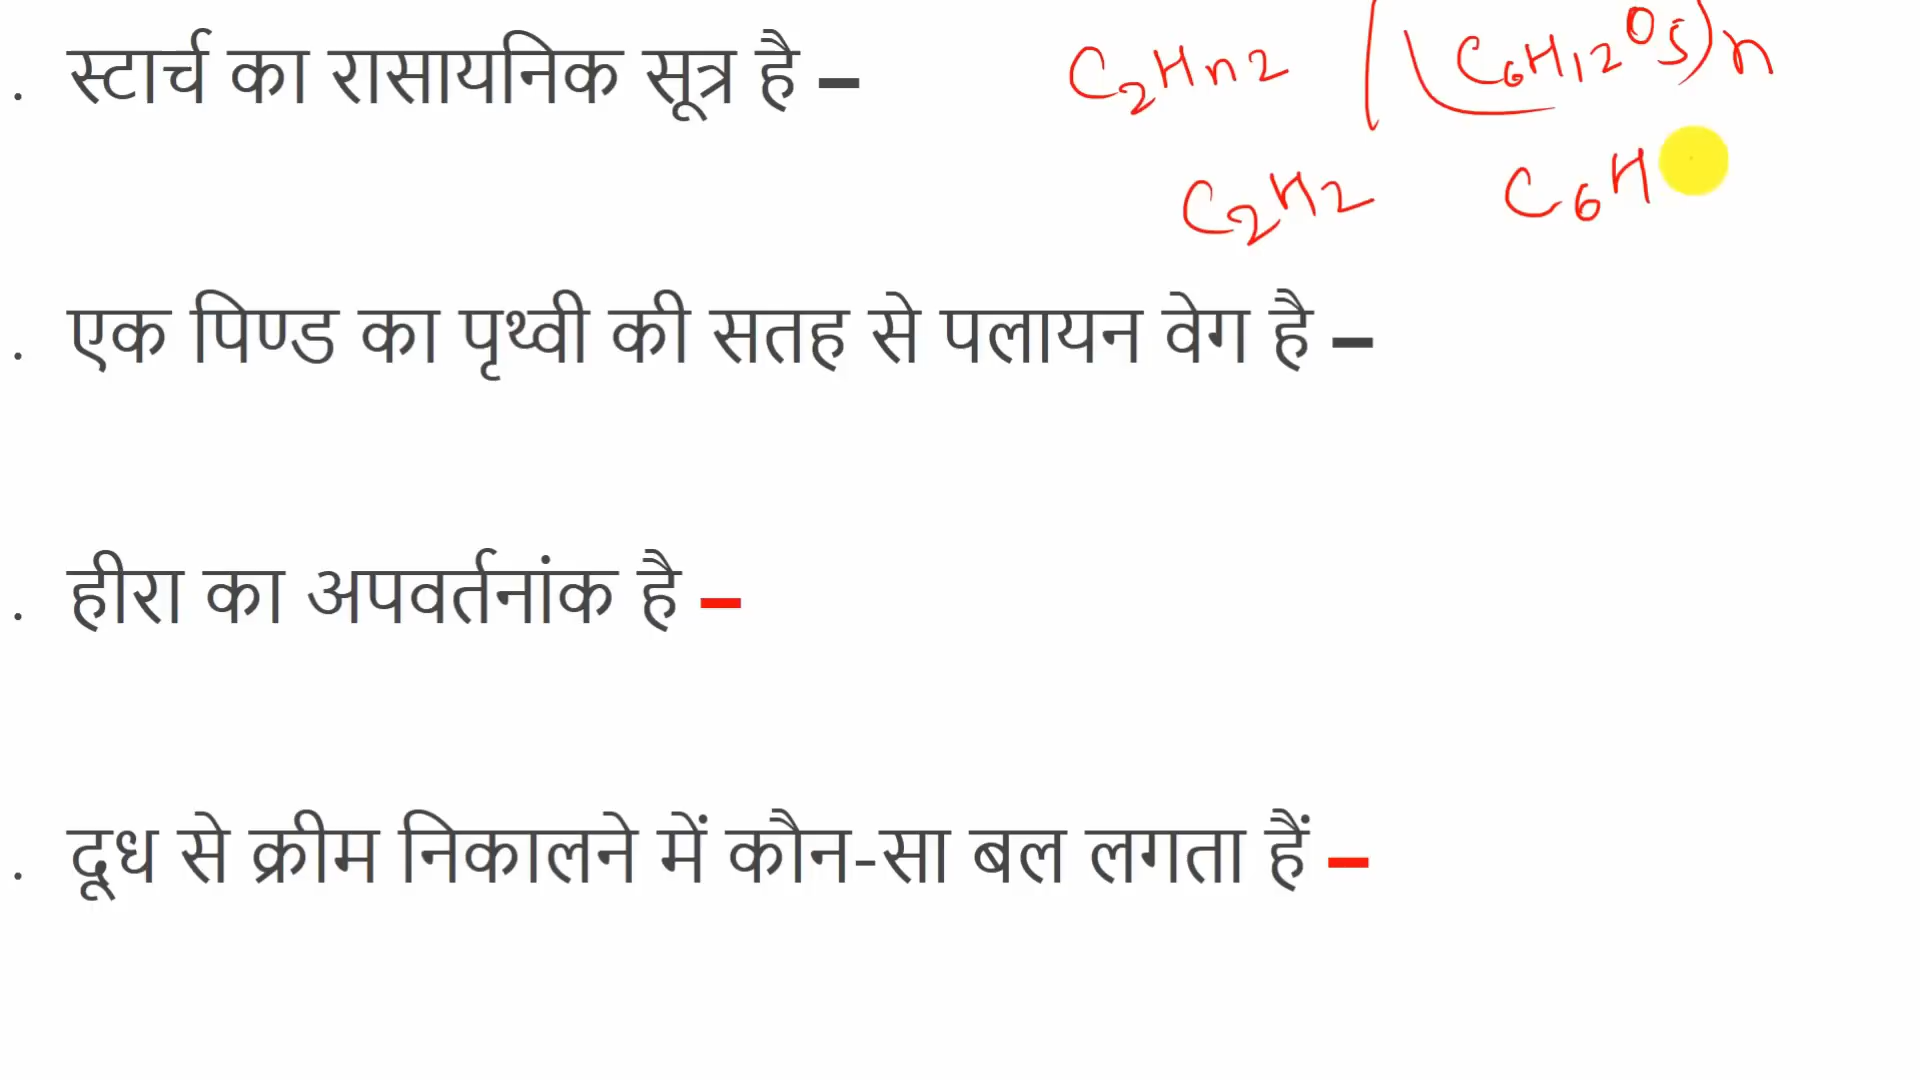 . स्टार्च का रासायनिक सूत्र है – C2Hn2 (C6H12O5)n
C2H2 C6H
. एक पिण्ड का पृथ्वी की सतह से पलायन वेग है –
. हीरा का अपवर्तनांक है –
. दूध से क्रीम निकालने में कौन-सा बल लगता हैं –